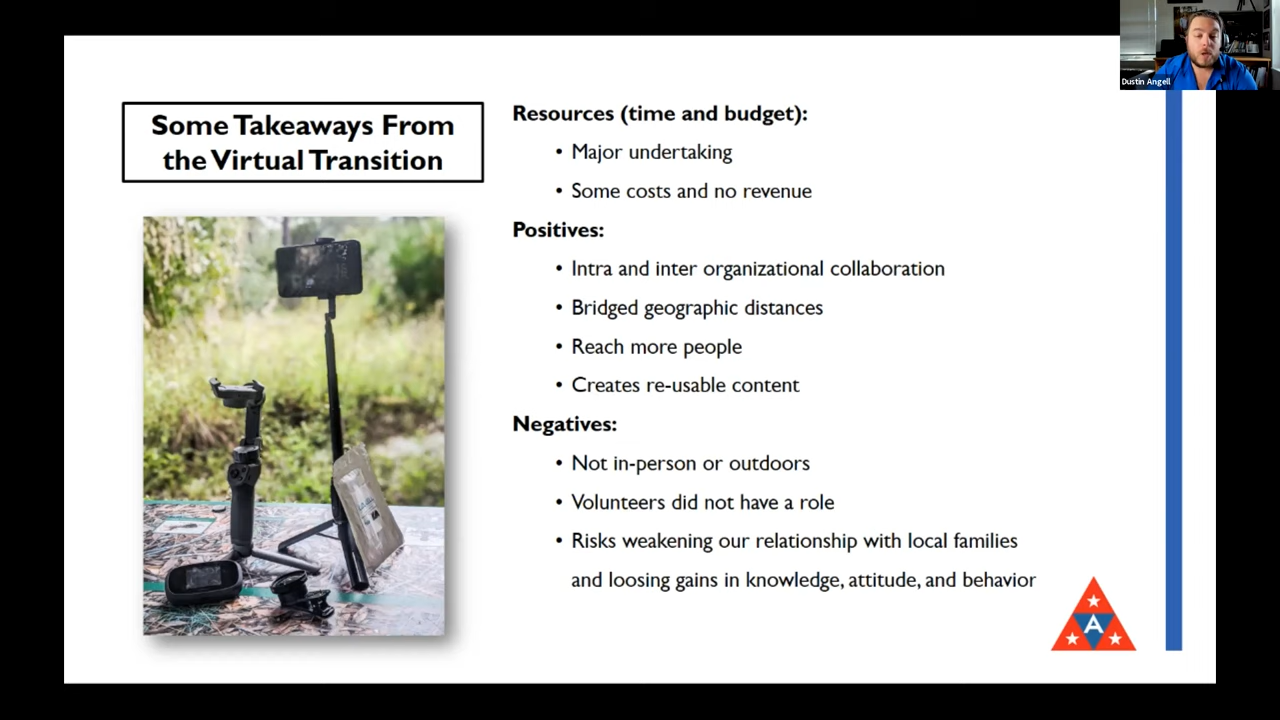 Dustin Angell
Some Takeaways From
the Virtual Transition
Resources (time and budget):
• Major undertaking
• Some costs and no revenue
Positives:
• Intra and inter organizational collaboration
• Bridged geographic distances
• Reach more people
• Creates re-usable content
Negatives:
• Not in-person or outdoors
• Volunteers did not have a role
• Risks weakening our relationship with local families
and loosing gains in knowledge, attitude, and behavior
A